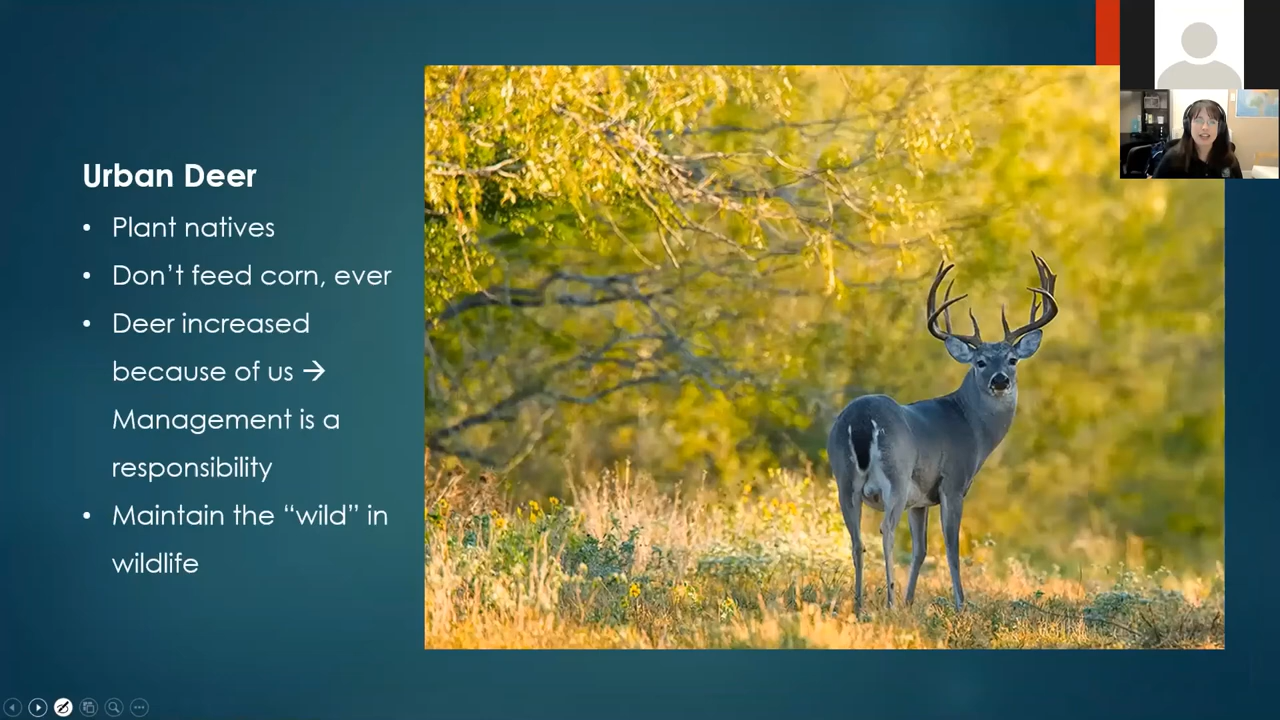 Urban Deer
• Plant natives
• Don’t feed corn, ever
• Deer increased
because of us →
Management is a
responsibility
• Maintain the “wild” in
wildlife